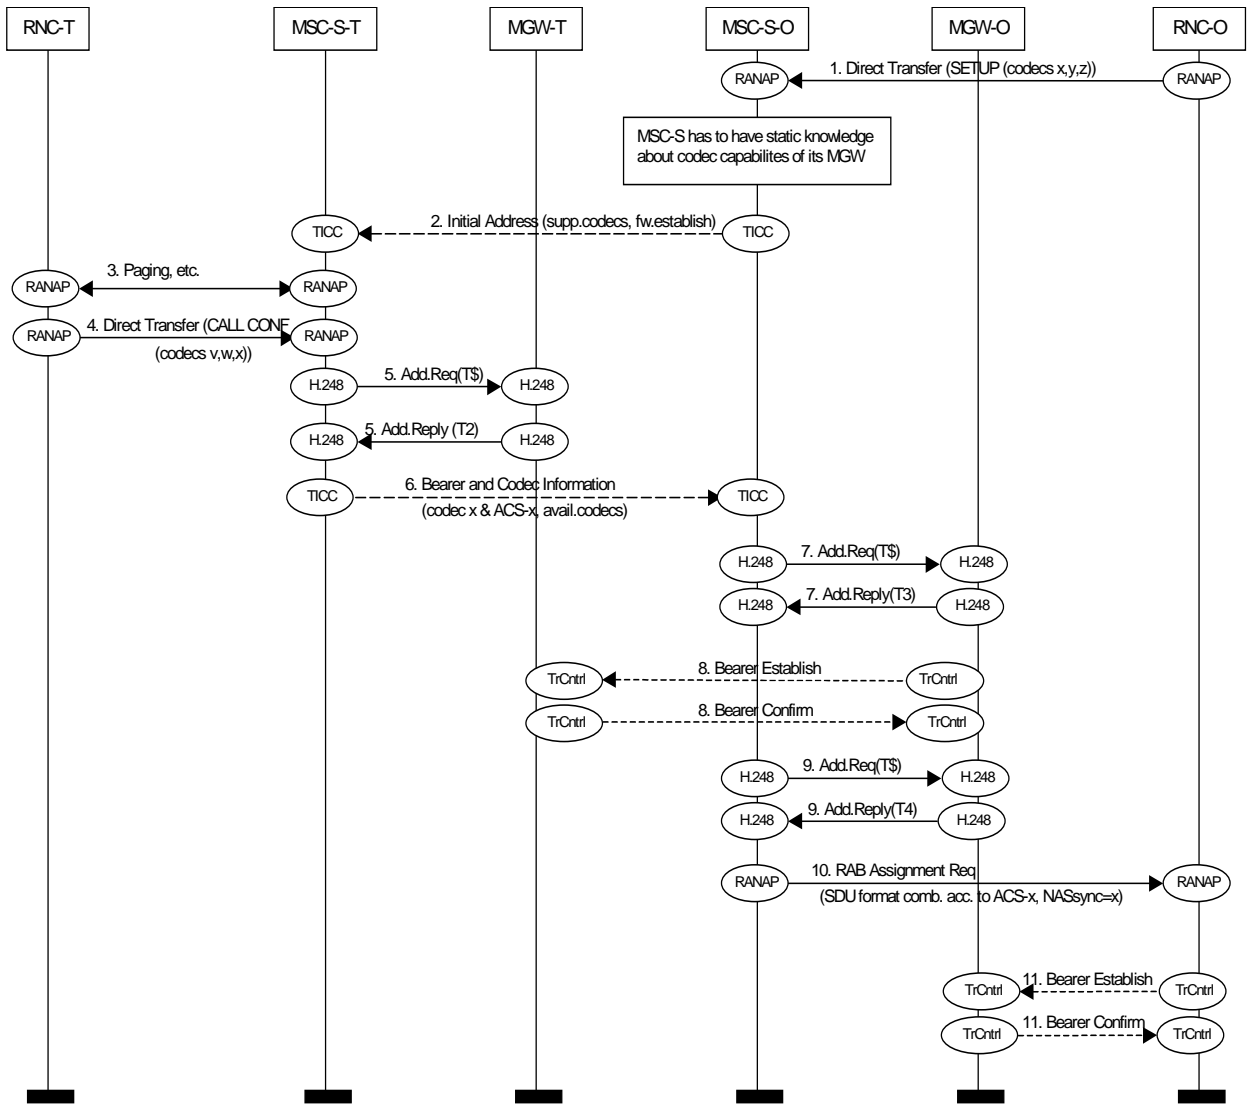 RNC-T
MSC-S-T
MGW-T
MSC-S-O
MGW-O
RNC-O
RANAP
1. Direct Transfer (SETUP (codecs x,y,z))
RANAP
MSC-S has to have static knowledge
about codec capabilites of its MGW
TICC
2. Initial Address (supp.codecs, fw.establish)
TICC
RANAP
3. Paging, etc.
RANAP
RANAP
4. Direct Transfer (CALL CONF
(codecs v,w,x))
RANAP
H.248
5. Add.Req(T$)
H.248
H.248
5. Add.Reply (T2)
H.248
TICC
6. Bearer and Codec Information
(codec x & ACS-x, avail.codecs)
TICC
H.248
7. Add.Req(T$)
H.248
H.248
7. Add.Reply(T3)
H.248
TrCntrl
8. Bearer Establish
TrCntrl
TrCntrl
8. Bearer Confirm
TrCntrl
H.248
9. Add.Req(T$)
H.248
H.248
9. Add.Reply(T4)
H.248
RANAP
10. RAB Assignment Req
(SDU format comb. acc. to ACS-x, NASsync=x)
RANAP
TrCntrl
11. Bearer Establish
TrCntrl
TrCntrl
11. Bearer Confirm
TrCntrl